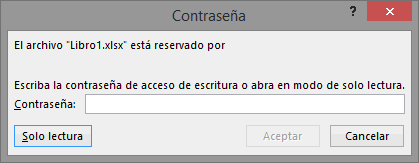 Contraseña
?
El archivo "Libro1.xlsx" está reservado por
Escriba la contraseña de acceso de escritura o abra en modo de solo lectura.
Contraseña:
Solo lectura Aceptar Cancelar